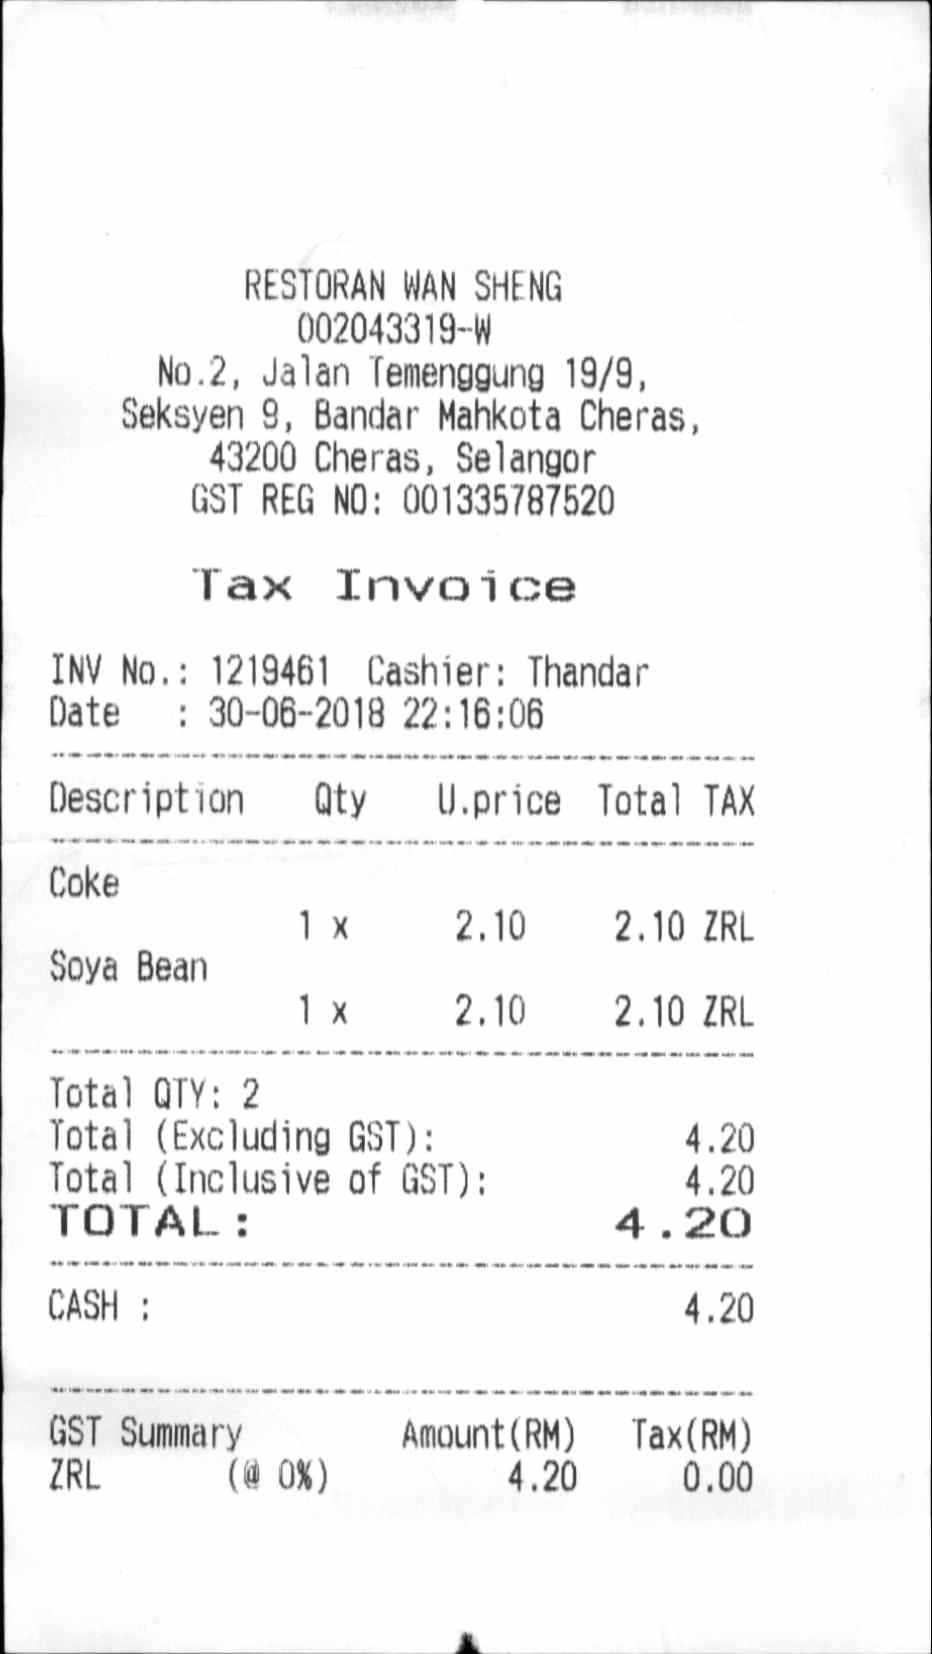 RESTORAN WAN SHENG
002043319-W
No.2, Jalan Temenggung 19/9,
Seksyen 9, Bandar Mahkota Cheras,
43200 Cheras, Selangor
GST REG NO: 001335787520
Tax Invoice
INV No.: 1219461 Cashier: Thandar
Date : 30-06-2018 22:16:06
Description Qty U.price Total TAX
Coke
1 x 2.10 2.10 ZRL
Soya Bean
1 x 2.10 2.10 ZRL
Total QTY: 2
Total (Excluding GST): 4.20
Total (Inclusive of GST): 4.20
TOTAL: 4.20
CASH : 4.20
GST Summary Amount(RM) Tax(RM)
ZRL (@ 0%) 4.20 0.00